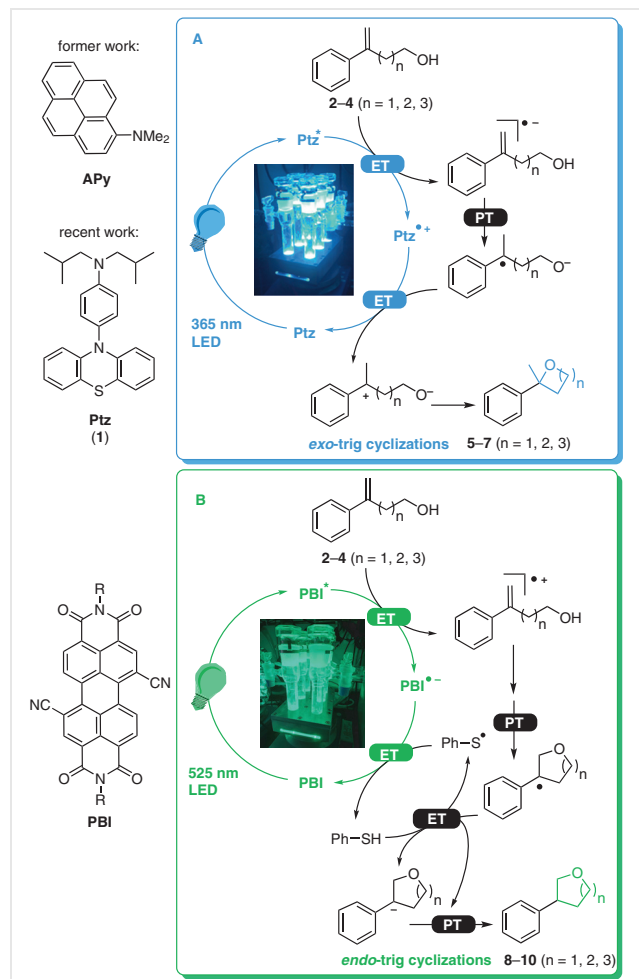 former work:
NMe2
APy
recent work:
N
N
S
Ptz
(1)
A
OH
n
2–4 (n = 1, 2, 3)
Ptz*
ET
• –
OH
n
PT
Ptz• +
•
O–
n
ET
365 nm
LED
Ptz
+
O–
n
O
n
exo-trig cyclizations
5–7 (n = 1, 2, 3)
B
OH
n
2–4 (n = 1, 2, 3)
PBI*
ET
• +
OH
n
PBI• –
R
O
N
O
CN
NC
O
N
O
R
PBI
PT
Ph
S•
ET
525 nm
LED
PBI
O
n
•
Ph
SH
ET
O
n
–
PT
O
n
endo-trig cyclizations
8–10 (n = 1, 2, 3)